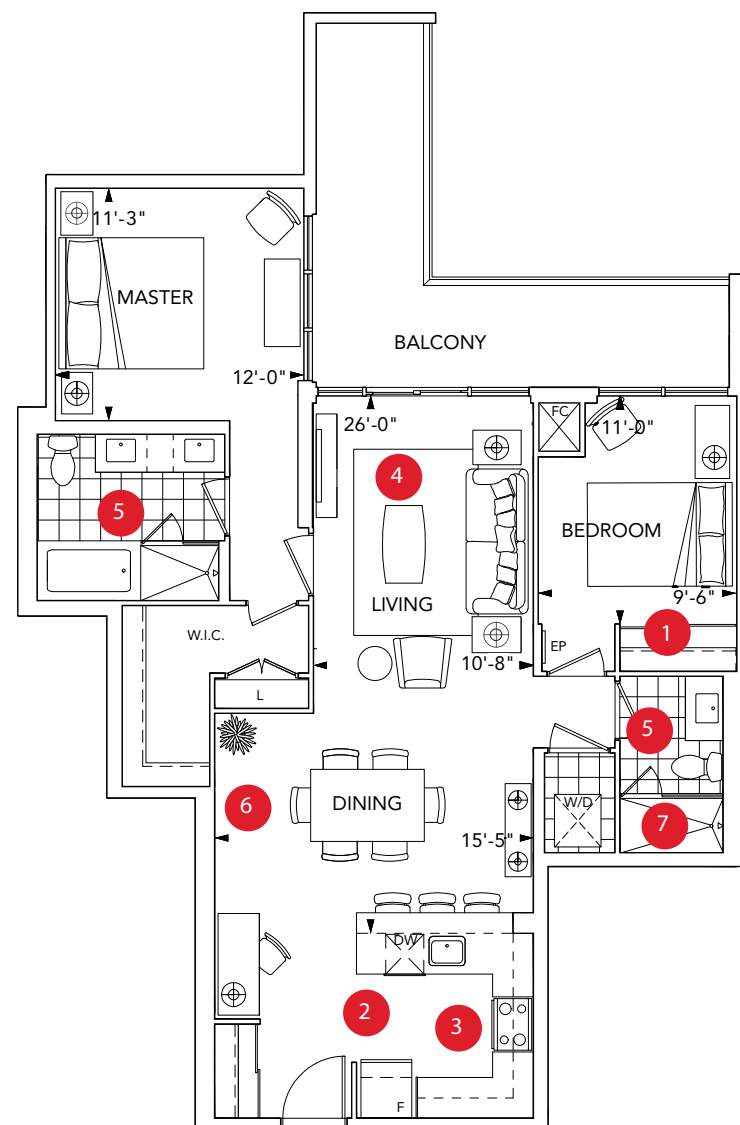 11'-3"
MASTER
12'-0"
BALCONY
26'-0"
FC
11'-0"
4
5
BEDROOM
LIVING
9'-6"
1
W.I.C.
EP
10'-8"
L
5
6
DINING
W/D
7
15'-5"
DW
2
3
F